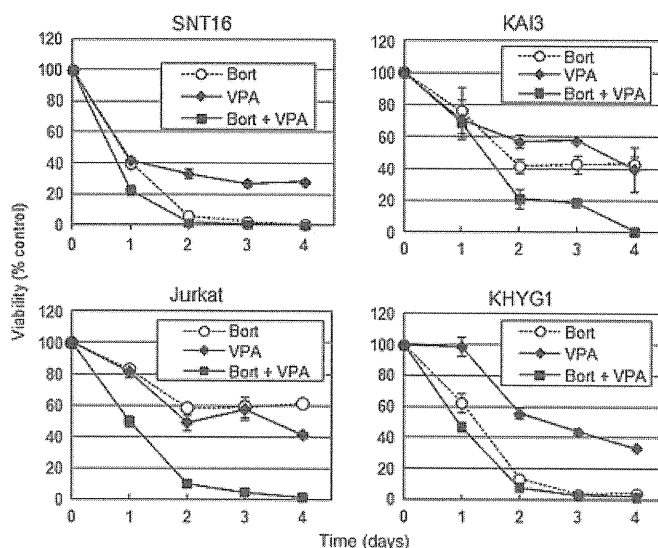 SNT16
120
100
80
60
40
20
0
0 1 2 3 4
Bort
VPA
Bort + VPA
KAI3
120
100
80
60
40
20
0
0 1 2 3 4
Bort
VPA
Bort + VPA
Viability (% control)
Jurkat
120
100
80
60
40
20
0
0 1 2 3 4
Bort
VPA
Bort + VPA
KHYG1
120
100
80
60
40
20
0
0 1 2 3 4
Bort
VPA
Bort + VPA
Time (days)